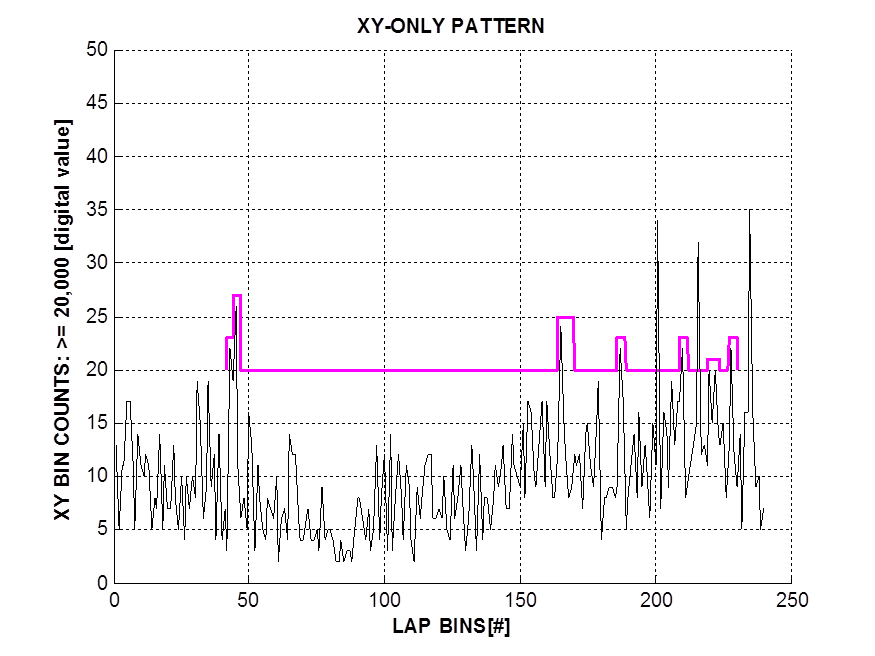 XY-ONLY PATTERN
XY BIN COUNTS: >= 20,000 [digital value]
50
45
40
35
30
25
20
15
10
5
0
0 50 100 150 200 250
LAP BINS[#]